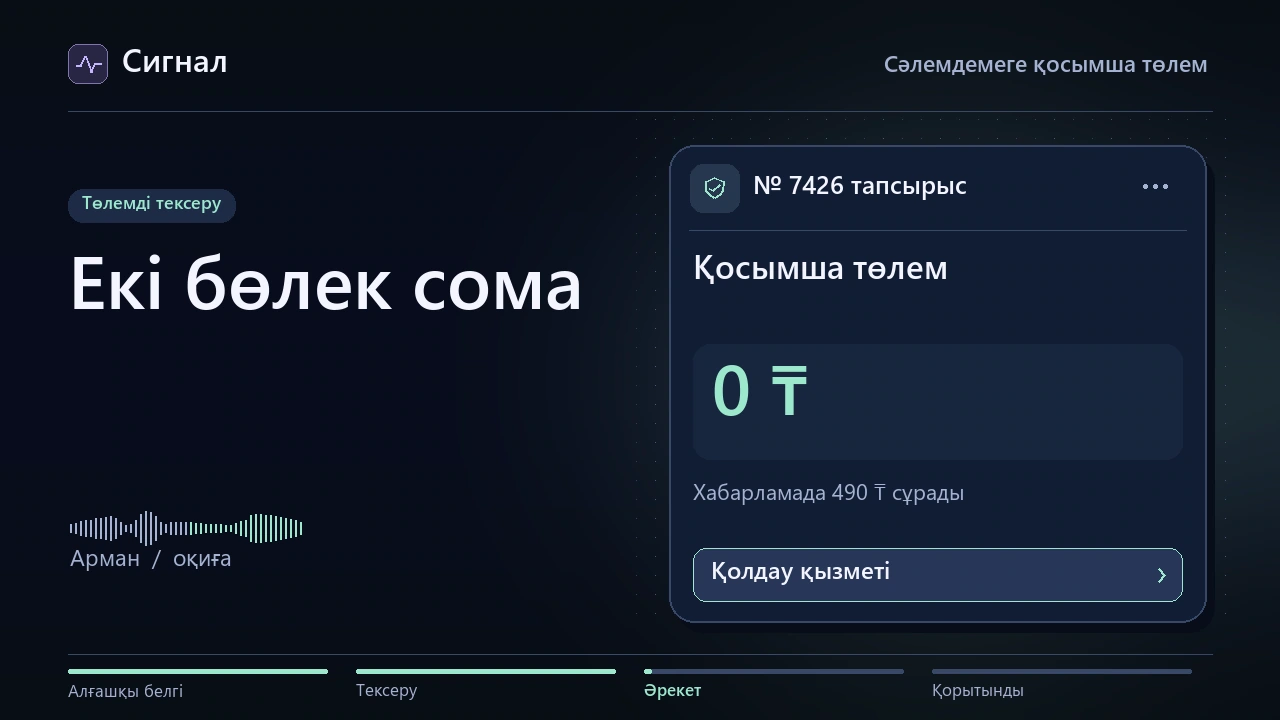 Сигнал
Сәлемдемеге қосымша төлем
Төлемді тексеру
Екі бөлек сома
Арман / оқиға
№ 7426 тапсырыс
Қосымша төлем
0 ₸
Хабарламада 490 ₸ сұрады
Қолдау қызметі
Алғашқы белгі
Тексеру
Әрекет
Қорытынды